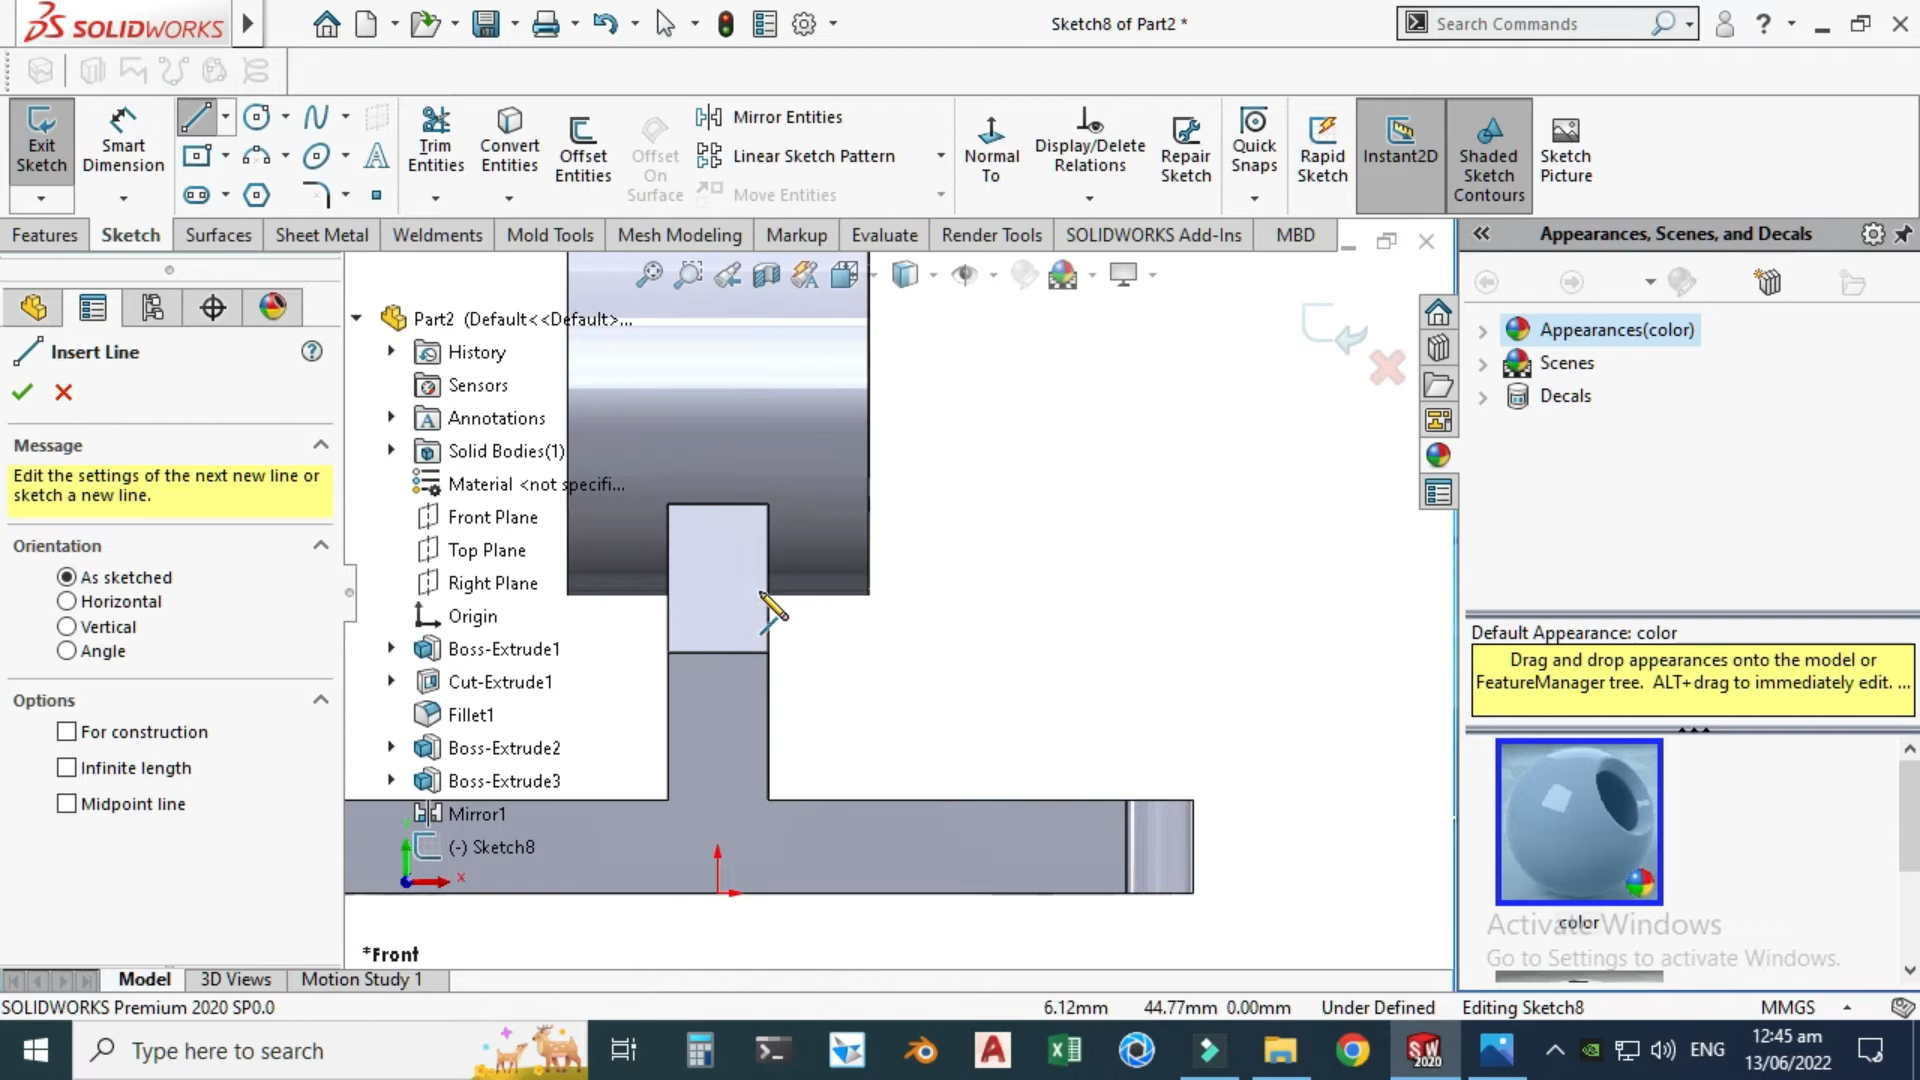 SOLIDWORKS
Sketch8 of Part2 *
Search Commands
Exit Sketch
Smart Dimension
Trim Entities
Convert Entities
Offset Entities
Offset On Surface
Mirror Entities
Linear Sketch Pattern
Move Entities
Normal To
Display/Delete Relations
Repair Sketch
Quick Snaps
Rapid Sketch
Instant2D
Shaded Sketch Contours
Sketch Picture
Features
Sketch
Surfaces
Sheet Metal
Weldments
Mold Tools
Mesh Modeling
Markup
Evaluate
Render Tools
SOLIDWORKS Add-Ins
MBD
Appearances, Scenes, and Decals
Insert Line
Message
Edit the settings of the next new line or
sketch a new line.
Orientation
As sketched
Horizontal
Vertical
Angle
Options
For construction
Infinite length
Midpoint line
Part2 (Default<<Default>...
History
Sensors
Annotations
Solid Bodies(1)
Material <not specifi...
Front Plane
Top Plane
Right Plane
Origin
Boss-Extrude1
Cut-Extrude1
Fillet1
Boss-Extrude2
Boss-Extrude3
Mirror1
(-) Sketch8
x
*Front
Appearances(color)
Scenes
Decals
Default Appearance: color
Drag and drop appearances onto the model or
FeatureManager tree. ALT+drag to immediately edit. ...
color
Activate Windows
Go to Settings to activate Windows.
Model
3D Views
Motion Study 1
SOLIDWORKS Premium 2020 SP0.0
6.12mm
44.77mm
0.00mm
Under Defined
Editing Sketch8
MMGS
Type here to search
SW
2020
ENG
12:45 am
13/06/2022